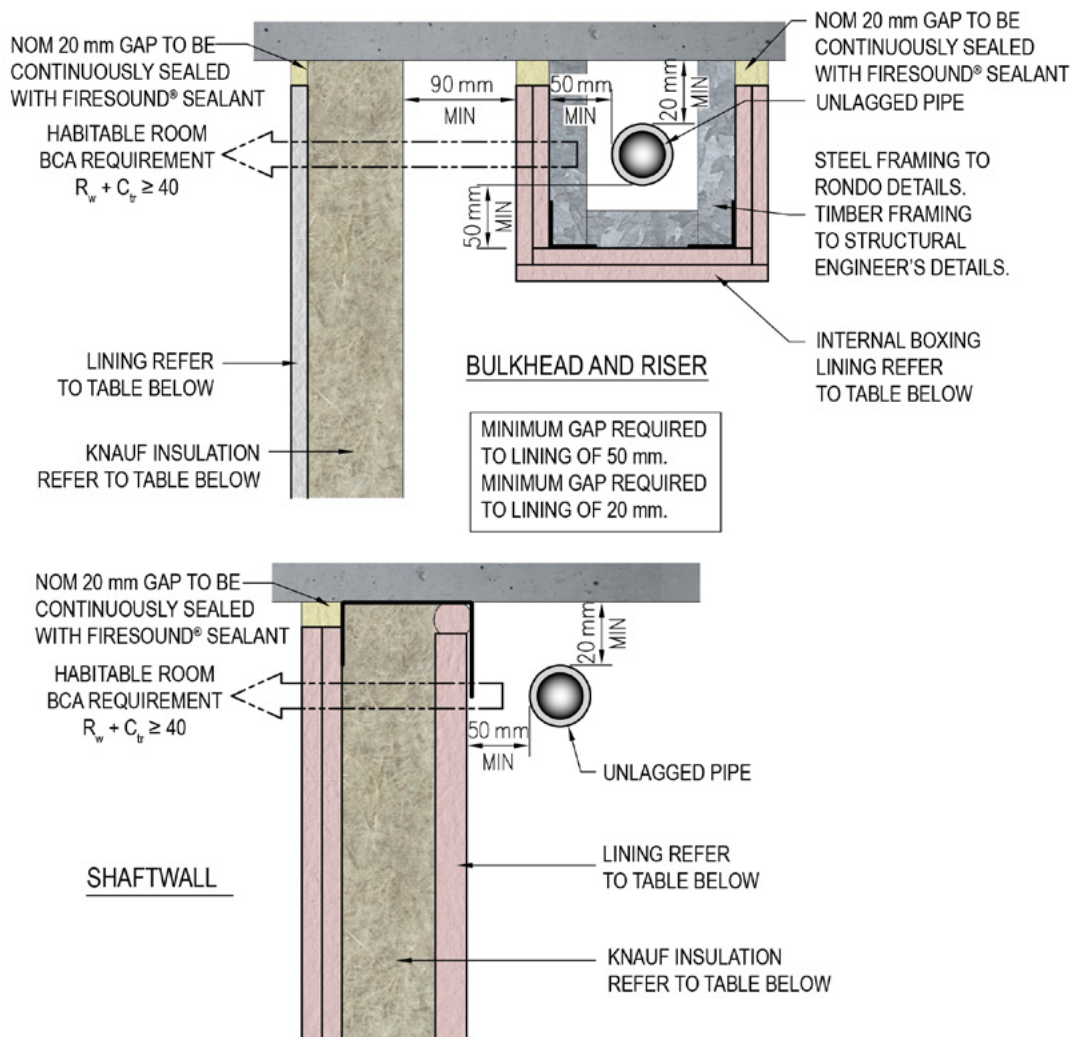 NOM 20 mm GAP TO BE
CONTINUOUSLY SEALED
WITH FIRESOUND® SEALANT
HABITABLE ROOM
BCA REQUIREMENT
Rw + Ctr ≥ 40
90 mm
MIN
50 mm
MIN
20 mm
MIN
50 mm
MIN
NOM 20 mm GAP TO BE
CONTINUOUSLY SEALED
WITH FIRESOUND® SEALANT
UNLAGGED PIPE
STEEL FRAMING TO
RONDO DETAILS.
TIMBER FRAMING
TO STRUCTURAL
ENGINEER'S DETAILS.
INTERNAL BOXING
LINING REFER
TO TABLE BELOW
LINING REFER
TO TABLE BELOW
KNAUF INSULATION
REFER TO TABLE BELOW
BULKHEAD AND RISER
MINIMUM GAP REQUIRED
TO LINING OF 50 mm.
MINIMUM GAP REQUIRED
TO LINING OF 20 mm.
NOM 20 mm GAP TO BE
CONTINUOUSLY SEALED
WITH FIRESOUND® SEALANT
HABITABLE ROOM
BCA REQUIREMENT
Rw + Ctr ≥ 40
20 mm
MIN
50 mm
MIN
UNLAGGED PIPE
SHAFTWALL
LINING REFER
TO TABLE BELOW
KNAUF INSULATION
REFER TO TABLE BELOW